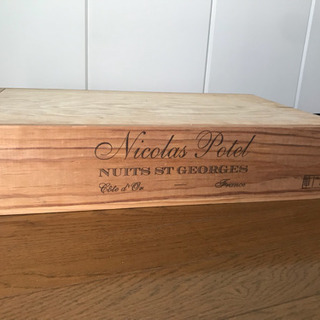 Nicolas Potel
NUITS ST GEORGES
Côte d'Or — France